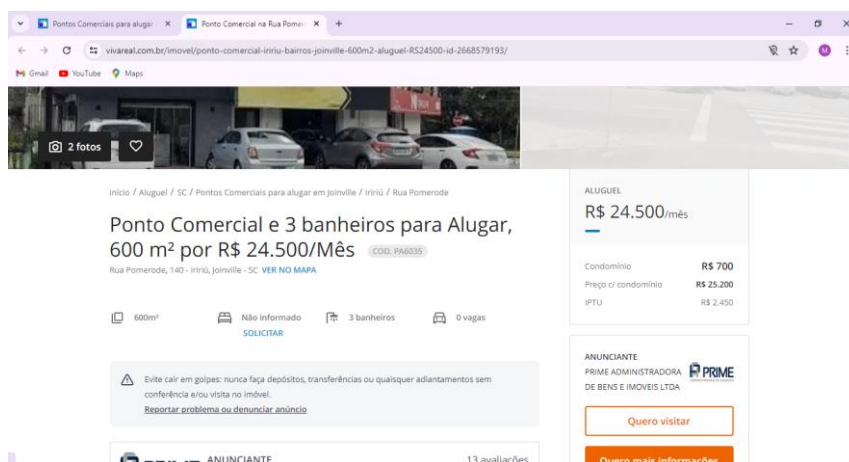 Pontos Comerciais para alugar
Ponto Comercial na Rua Pomer
vivareal.com.br/imovel/ponto-comercial-iririu-bairros-joinville-600m2-aluguel-RS24500-id-2668579193/
M
Gmail YouTube Maps
2 fotos
Início / Aluguel / SC / Pontos Comerciais para alugar em Joinville / Iririú / Rua Pomerode
Ponto Comercial e 3 banheiros para Alugar,
600 m² por R$ 24.500/Mês COD. PA6035
Rua Pomerode, 140 - Iririú, Joinville - SC VER NO MAPA
600m² Não informado 3 banheiros 0 vagas
SOLICITAR
Evite cair em golpes: nunca faça depósitos, transferências ou quaisquer adiantamentos sem
conferência e/ou visita no imóvel.
Reportar problema ou denunciar anúncio
PRIME ANUNCIANTE 13 avaliações
ALUGUEL
R$ 24.500/mês
Condomínio R$ 700
Preço c/ condomínio R$ 25.200
IPTU R$ 2.450
ANUNCIANTE
PRIME ADMINISTRADORA
DE BENS E IMOVEIS LTDA
PRIME
Quero visitar
Quero mais informações